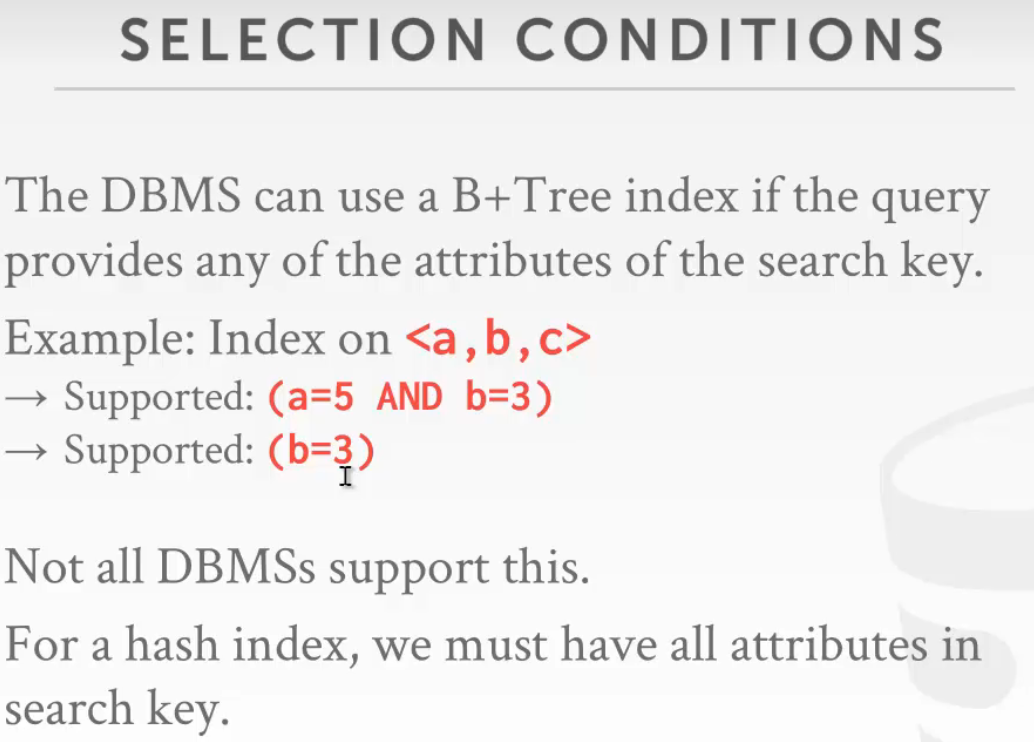 SELECTION CONDITIONS
The DBMS can use a B+Tree index if the query
provides any of the attributes of the search key.
Example: Index on <a,b,c>
→ Supported: (a=5 AND b=3)
→ Supported: (b=3)
Not all DBMSs support this.
For a hash index, we must have all attributes in
search key.